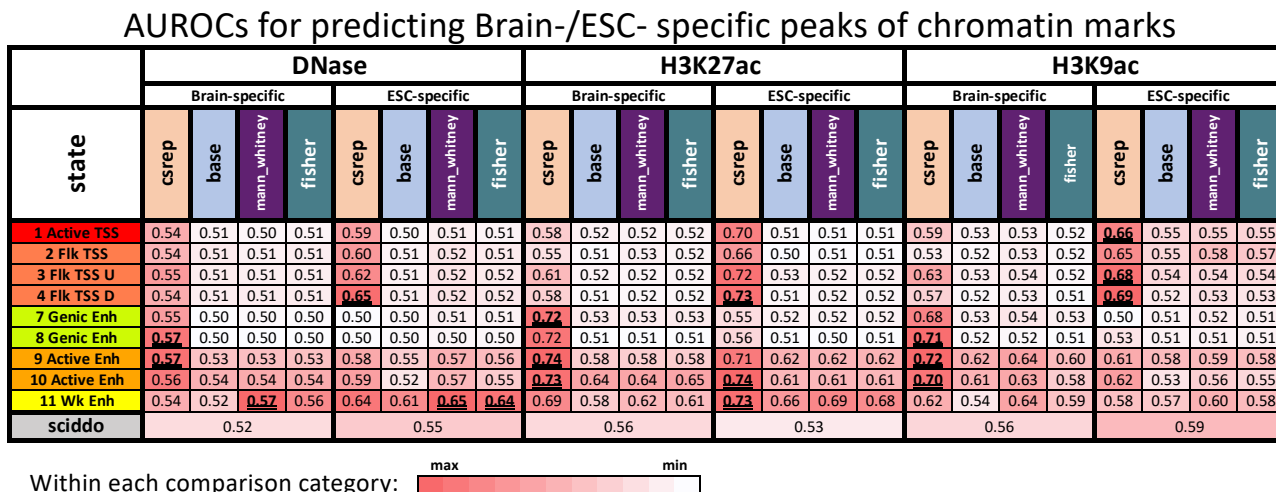 AUROCs for predicting Brain-/ESC- specific peaks of chromatin marks
DNase H3K27ac H3K9ac
Brain-specific ESC-specific Brain-specific ESC-specific Brain-specific ESC-specific
state csrep base mann_whitney fisher csrep base mann_whitney fisher csrep base mann_whitney fisher csrep base mann_whitney fisher csrep base mann_whitney fisher csrep base mann_whitney fisher
1 Active TSS 0.54 0.51 0.50 0.51 0.59 0.50 0.51 0.51 0.58 0.52 0.52 0.52 0.70 0.51 0.51 0.51 0.59 0.53 0.53 0.52 0.66 0.55 0.55 0.55
2 Flk TSS 0.54 0.51 0.51 0.51 0.60 0.51 0.52 0.51 0.55 0.51 0.53 0.52 0.66 0.50 0.51 0.51 0.53 0.52 0.53 0.52 0.65 0.55 0.58 0.57
3 Flk TSS U 0.55 0.51 0.51 0.51 0.62 0.51 0.52 0.52 0.61 0.52 0.52 0.52 0.72 0.53 0.52 0.52 0.63 0.53 0.54 0.52 0.68 0.54 0.54 0.54
4 Flk TSS D 0.54 0.51 0.51 0.51 0.65 0.51 0.52 0.52 0.58 0.51 0.52 0.52 0.73 0.51 0.52 0.52 0.57 0.52 0.53 0.51 0.69 0.52 0.53 0.53
7 Genic Enh 0.55 0.50 0.50 0.50 0.50 0.50 0.51 0.51 0.72 0.53 0.53 0.53 0.55 0.52 0.52 0.52 0.68 0.53 0.54 0.53 0.50 0.51 0.52 0.51
8 Genic Enh 0.57 0.50 0.50 0.50 0.50 0.50 0.50 0.50 0.72 0.51 0.51 0.51 0.56 0.51 0.50 0.51 0.71 0.52 0.52 0.51 0.53 0.51 0.51 0.51
9 Active Enh 0.57 0.53 0.53 0.53 0.58 0.55 0.57 0.56 0.74 0.58 0.58 0.58 0.71 0.62 0.62 0.62 0.72 0.62 0.64 0.60 0.61 0.58 0.59 0.58
10 Active Enh 0.56 0.54 0.54 0.54 0.59 0.52 0.57 0.55 0.73 0.64 0.64 0.65 0.74 0.61 0.61 0.61 0.70 0.61 0.63 0.58 0.62 0.53 0.56 0.55
11 Wk Enh 0.54 0.52 0.57 0.56 0.64 0.61 0.65 0.64 0.69 0.58 0.62 0.61 0.73 0.66 0.69 0.68 0.62 0.54 0.64 0.59 0.58 0.57 0.60 0.58
sciddo 0.52 0.55 0.56 0.53 0.56 0.59
max min
Within each comparison category: